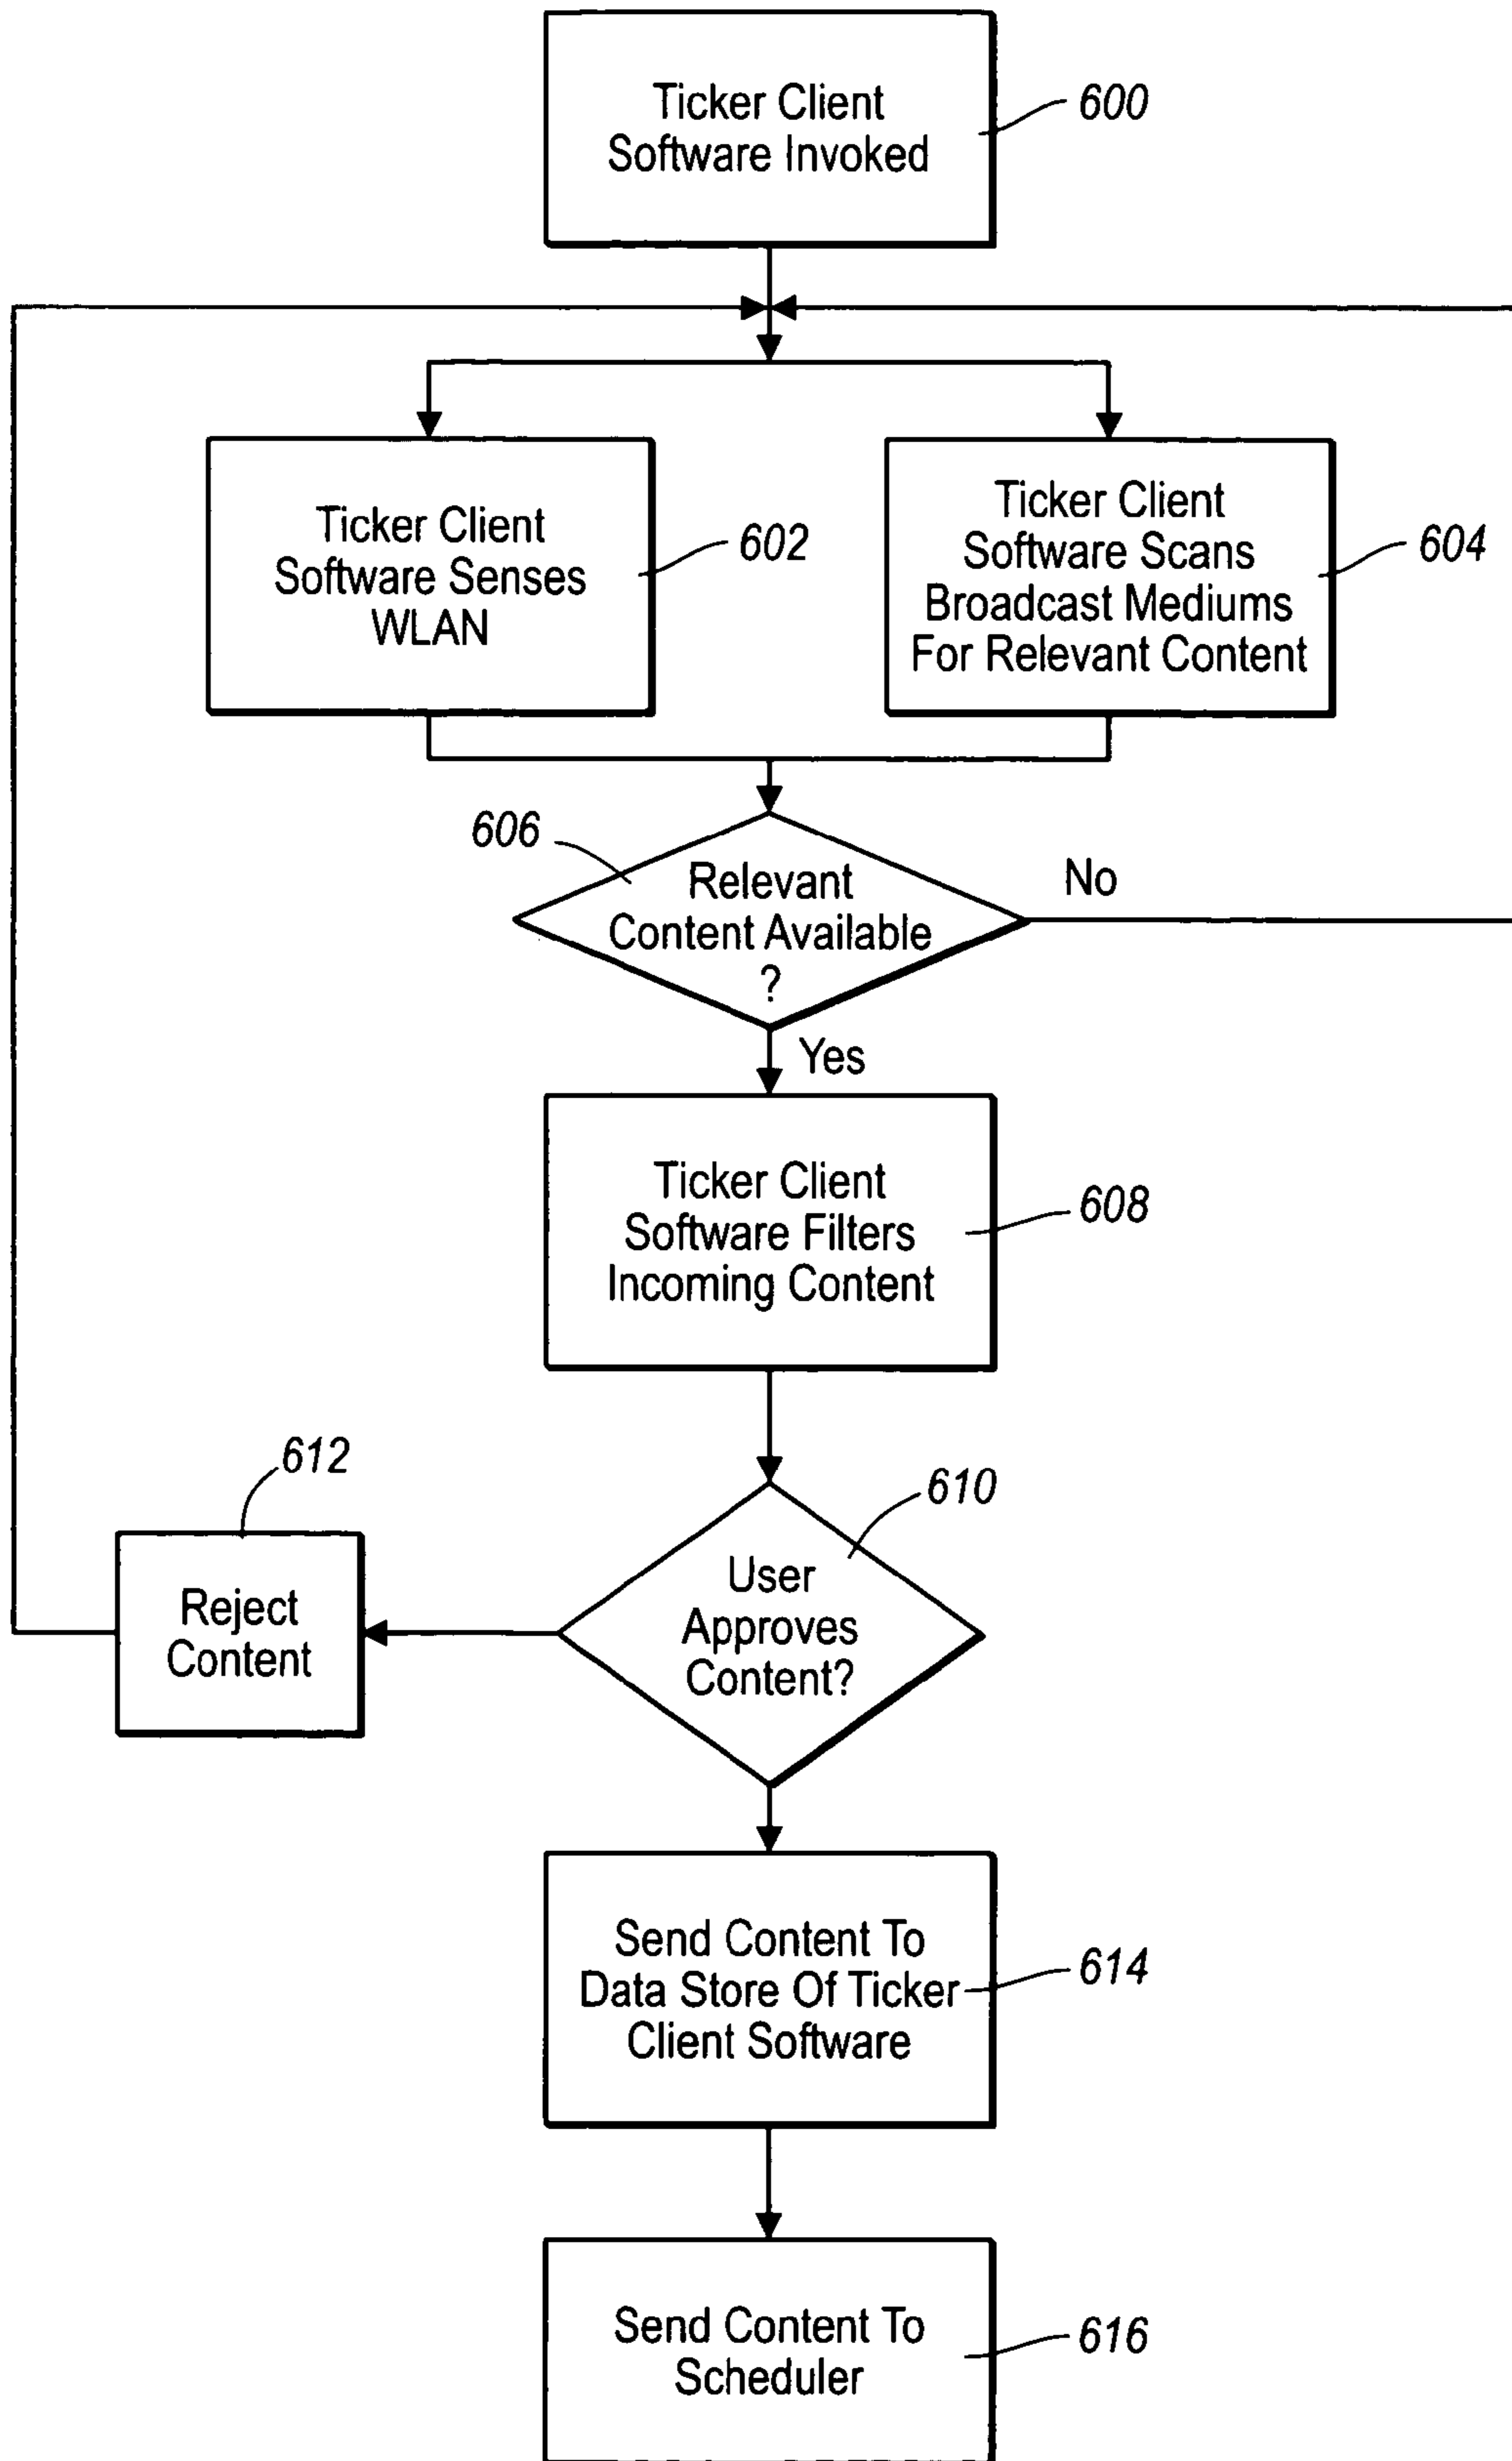 Ticker Client
Software Invoked
600
Ticker Client
Software Senses
WLAN
602
Ticker Client
Software Scans
Broadcast Mediums
For Relevant Content
604
606
Relevant
Content Available
?
No
Yes
Ticker Client
Software Filters
Incoming Content
608
612
Reject
Content
610
User
Approves
Content?
Send Content To
Data Store Of Ticker
Client Software
614
Send Content To
Scheduler
616